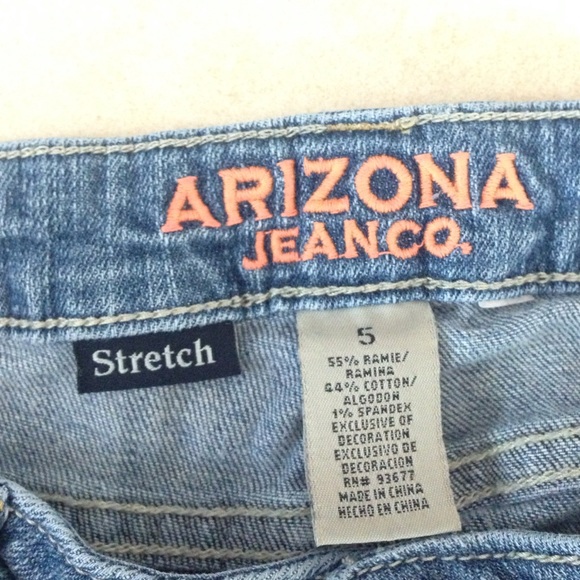 ARIZONA
JEAN CO.
Stretch
5
55% RAMIE/
RAMINA
44% COTTON/
ALGODON
1% SPANDEX
EXCLUSIVE OF
DECORATION
EXCLUSIVO DE
DECORACION
RN# 93677
MADE IN CHINA
HECHO EN CHINA